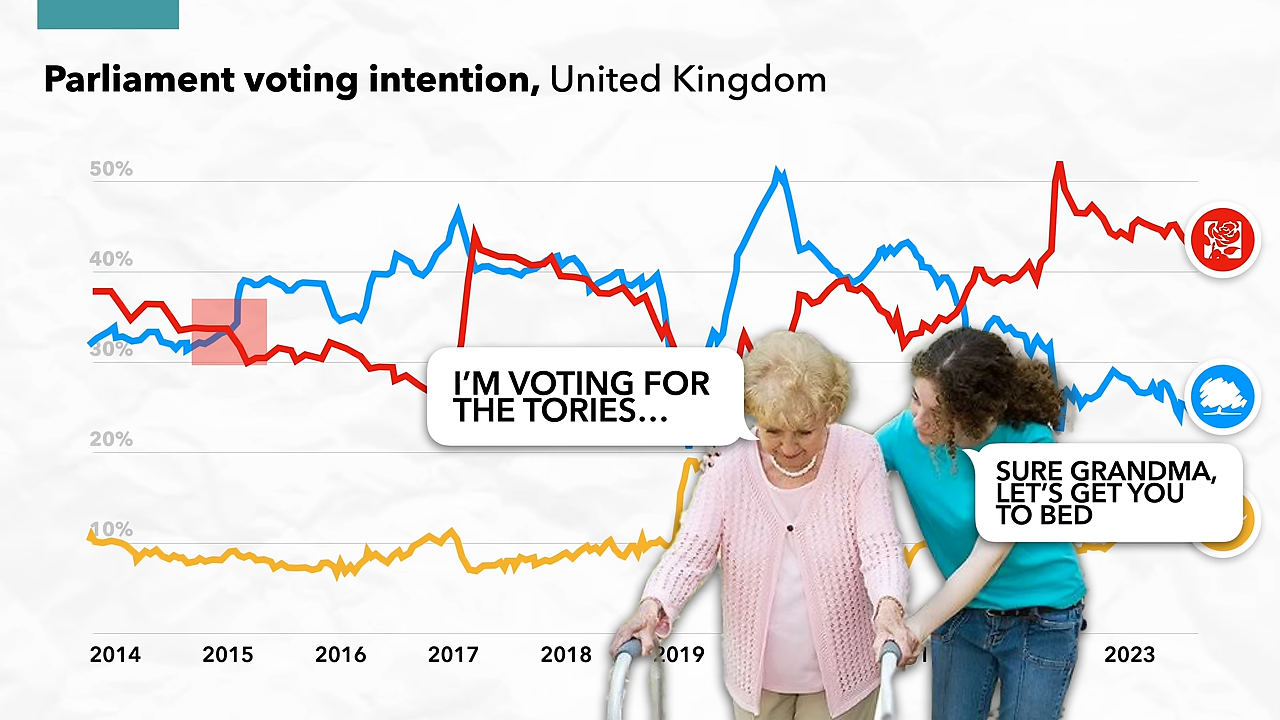 Parliament voting intention, United Kingdom
50%
40%
30%
20%
10%
I'M VOTING FOR
THE TORIES...
SURE GRANDMA,
LET'S GET YOU
TO BED
2014 2015 2016 2017 2018 2019 2023